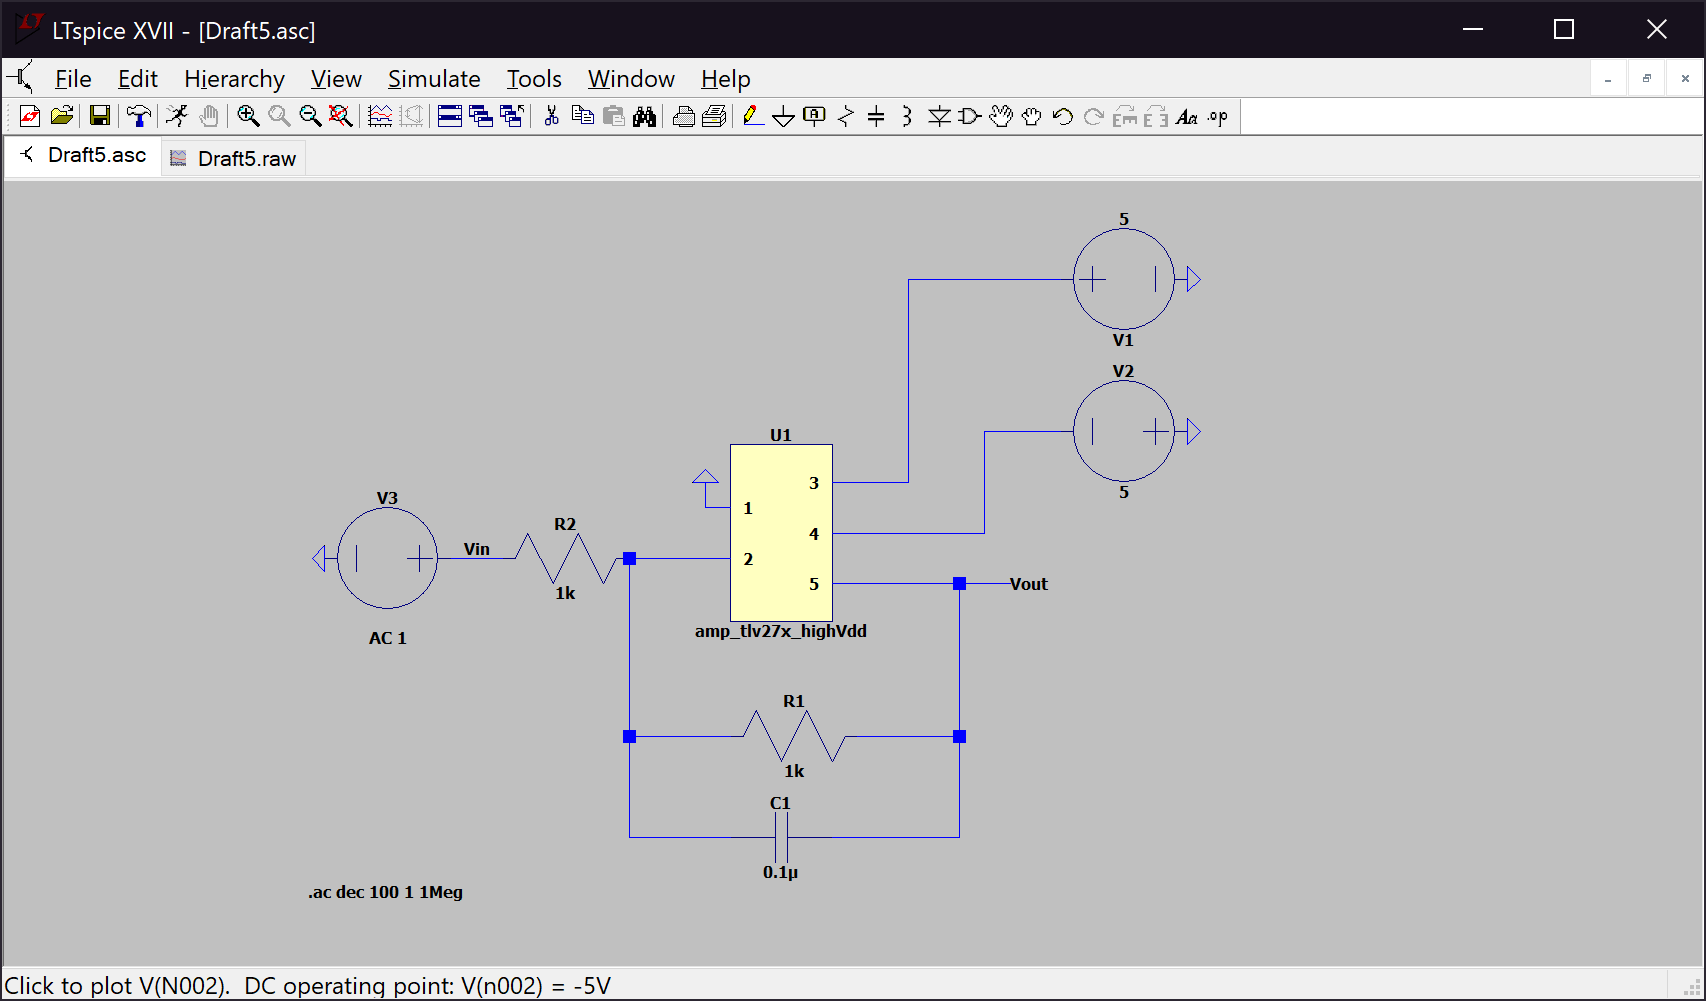 LTspice XVII - [Draft5.asc]
File Edit Hierarchy View Simulate Tools Window Help
Draft5.asc Draft5.raw
5
V1
V2
5
U1
3
1
4
2
5
amp_tlv27x_highVdd
Vout
V3
Vin
AC 1
R2
1k
R1
1k
C1
0.1µ
.ac dec 100 1 1Meg
Click to plot V(N002). DC operating point: V(n002) = -5V